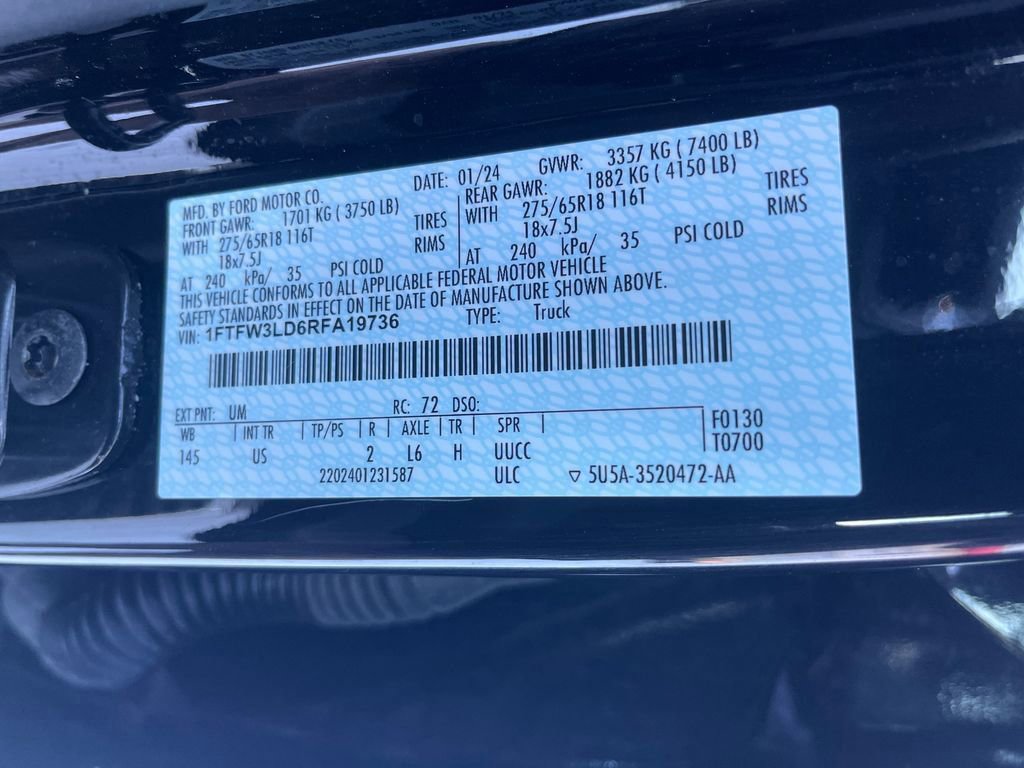 MFD. BY FORD MOTOR CO.
DATE: 01/24 GVWR: 3357 KG ( 7400 LB)
FRONT GAWR: 1701 KG ( 3750 LB)
WITH 275/65R18 116T TIRES
18x7.5J RIMS
AT 240 kPa/ 35 PSI COLD
REAR GAWR: 1882 KG ( 4150 LB)
WITH 275/65R18 116T TIRES
18x7.5J RIMS
AT 240 kPa/ 35 PSI COLD
THIS VEHICLE CONFORMS TO ALL APPLICABLE FEDERAL MOTOR VEHICLE
SAFETY STANDARDS IN EFFECT ON THE DATE OF MANUFACTURE SHOWN ABOVE.
VIN: 1FTFW3LD6RFA19736 TYPE: Truck
EXT PNT: UM RC: 72 DSO:
WB | INT TR | TP/PS | R | AXLE | TR | SPR | F0130
145 US 2 L6 H UUCC T0700
2202401231587 ULC ▽ 5U5A-3520472-AA